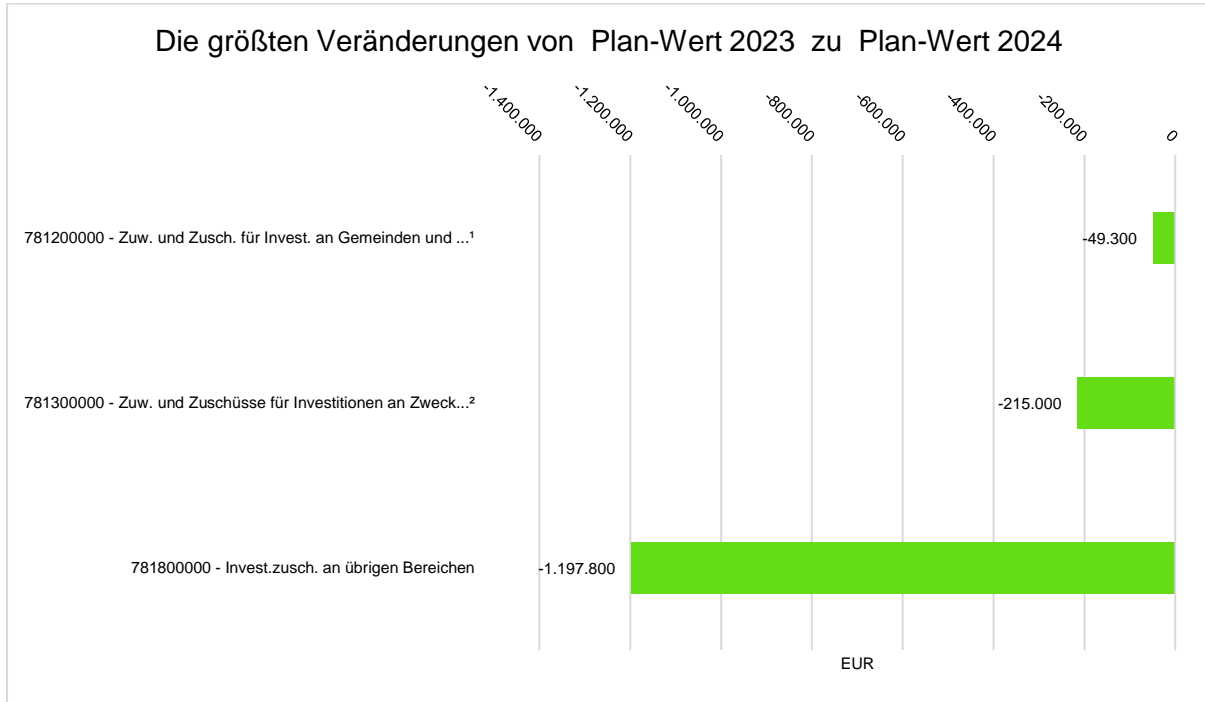 Die größten Veränderungen von Plan-Wert 2023 zu Plan-Wert 2024
-1.400.000
-1.200.000
-1.000.000
-800.000
-600.000
-400.000
-200.000
0
781200000 - Zuw. und Zusch. für Invest. an Gemeinden und ...¹
-49.300
781300000 - Zuw. und Zuschüsse für Investitionen an Zweck...²
-215.000
781800000 - Invest.zusch. an übrigen Bereichen
-1.197.800
EUR